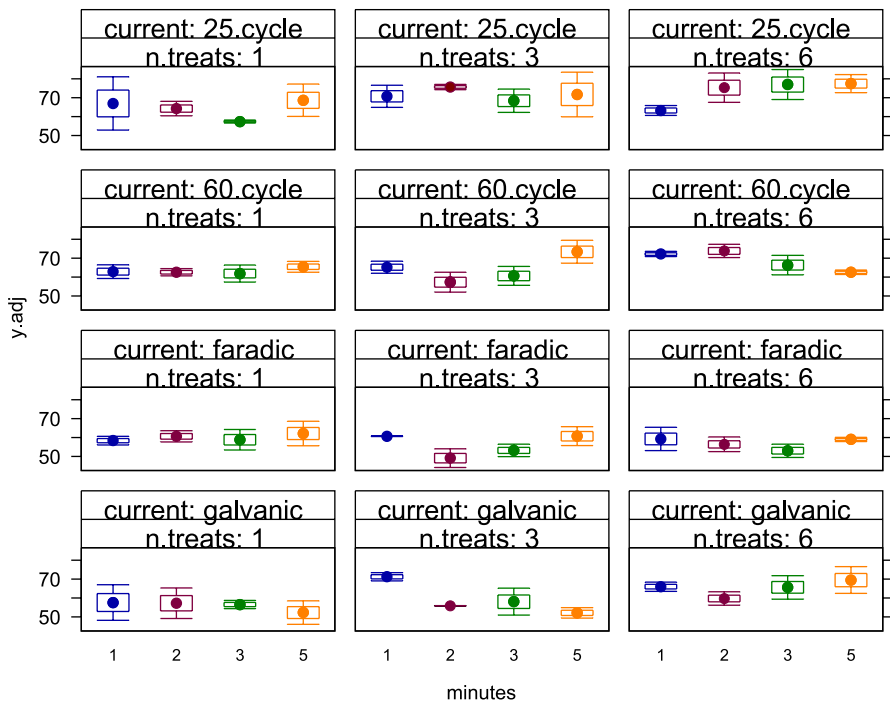 current: 25.cycle current: 25.cycle current: 25.cycle
n.treats: 1 n.treats: 3 n.treats: 6
70
50
current: 60.cycle current: 60.cycle current: 60.cycle
n.treats: 1 n.treats: 3 n.treats: 6
70
50
y.adj
current: faradic current: faradic current: faradic
n.treats: 1 n.treats: 3 n.treats: 6
70
50
current: galvanic current: galvanic current: galvanic
n.treats: 1 n.treats: 3 n.treats: 6
70
50
1 2 3 5 1 2 3 5 1 2 3 5
minutes